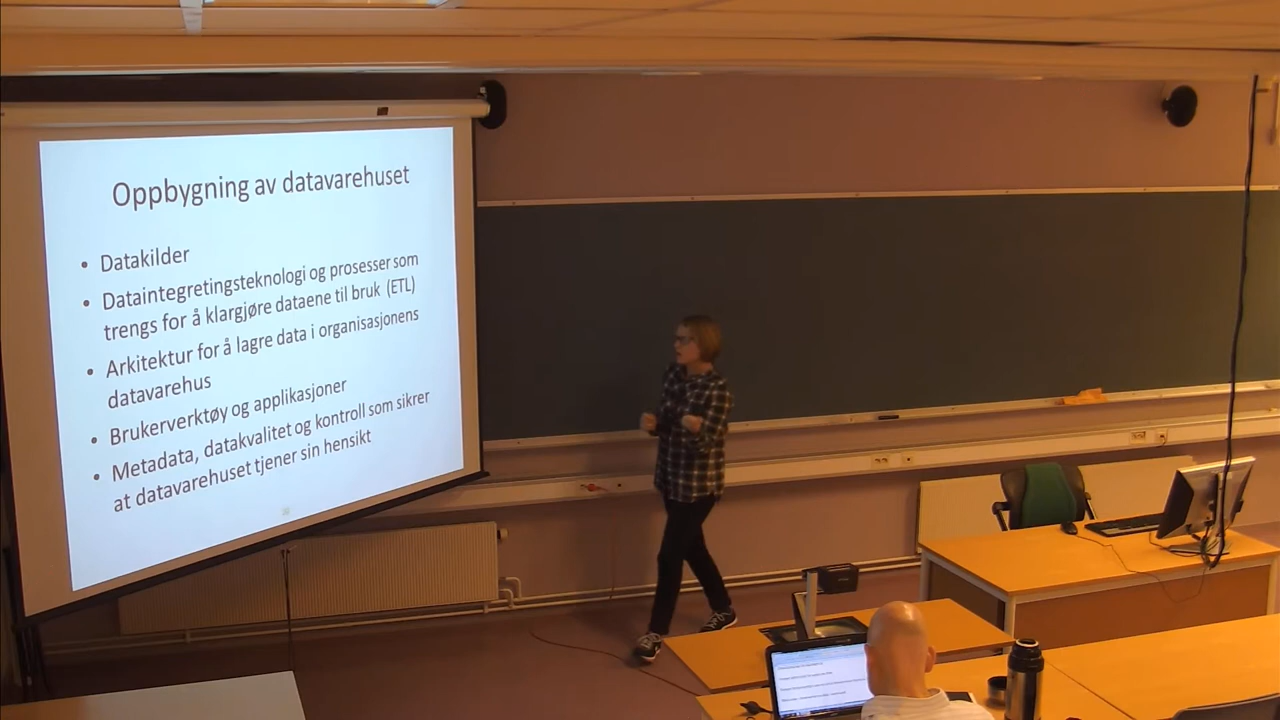 Oppbygning av datavarehuset
• Datakilder
• Dataintegretingsteknologi og prosesser som
trengs for å klargjøre dataene til bruk (ETL)
• Arkitektur for å lagre data i organisasjonens
datavarehus
• Brukerverktøy og applikasjoner
• Metadata, datakvalitet og kontroll som sikrer
at datavarehuset tjener sin hensikt